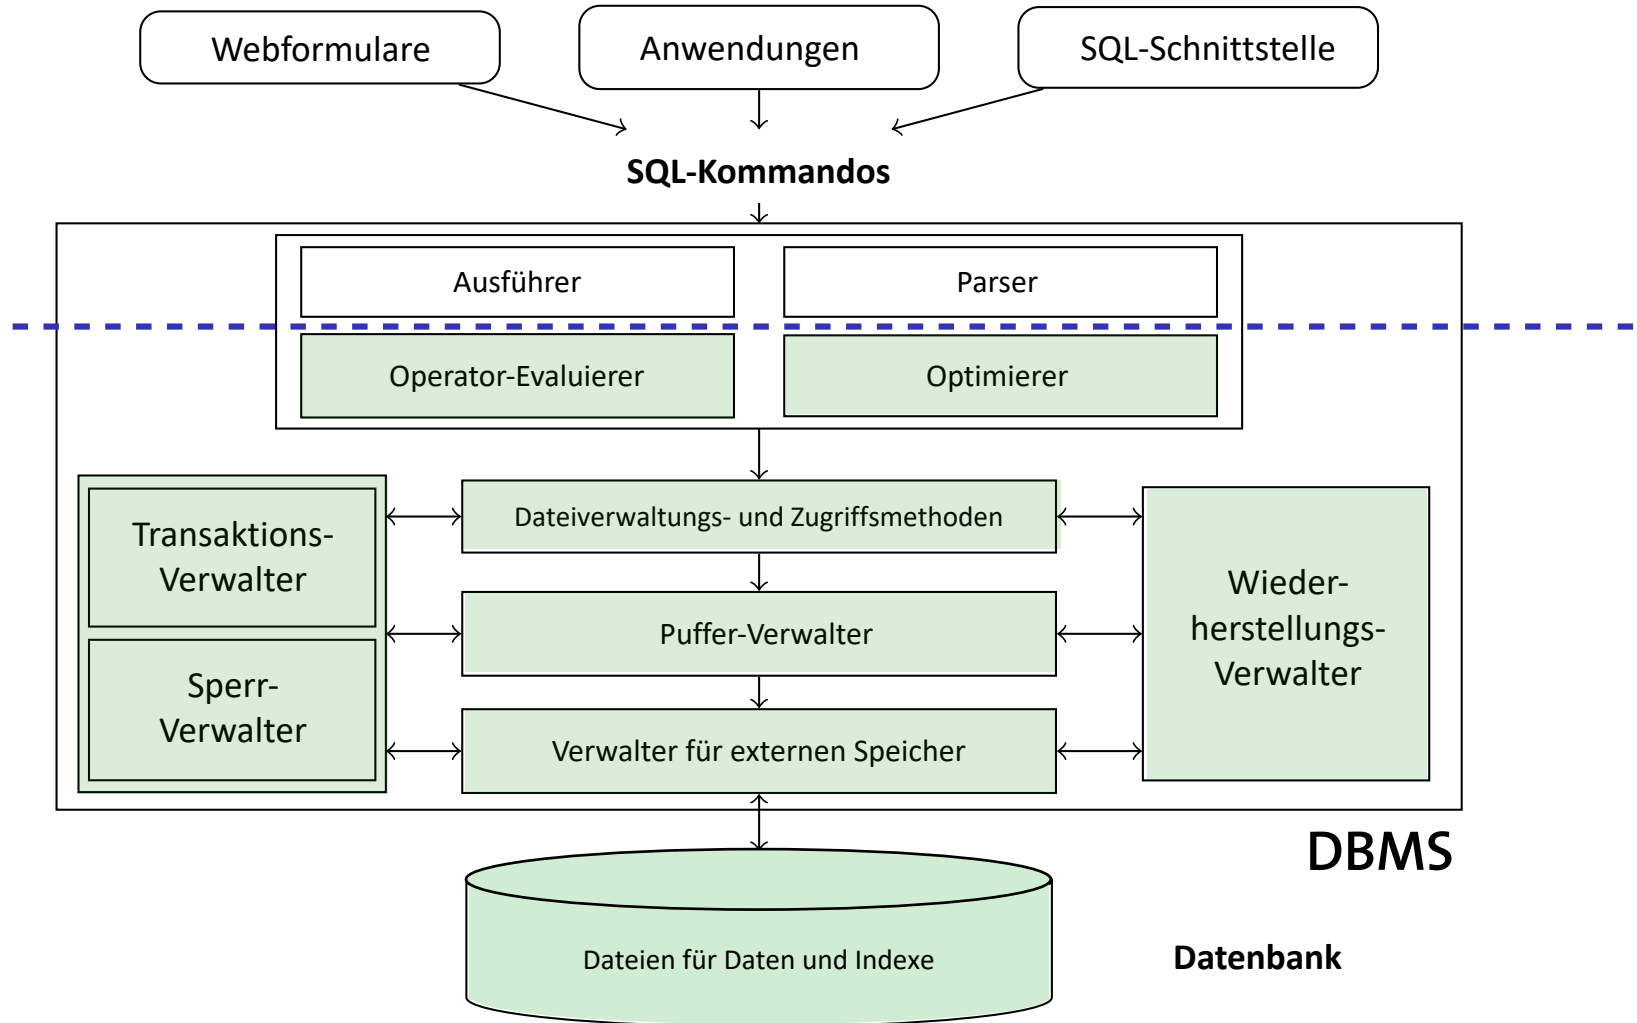 Webformulare
Anwendungen
SQL-Schnittstelle
SQL-Kommandos
Ausführer
Parser
Operator-Evaluierer
Optimierer
Transaktions-
Verwalter
Sperr-
Verwalter
Dateiverwaltungs- und Zugriffsmethoden
Puffer-Verwalter
Verwalter für externen Speicher
Wieder-
herstellungs-
Verwalter
DBMS
Dateien für Daten und Indexe
Datenbank